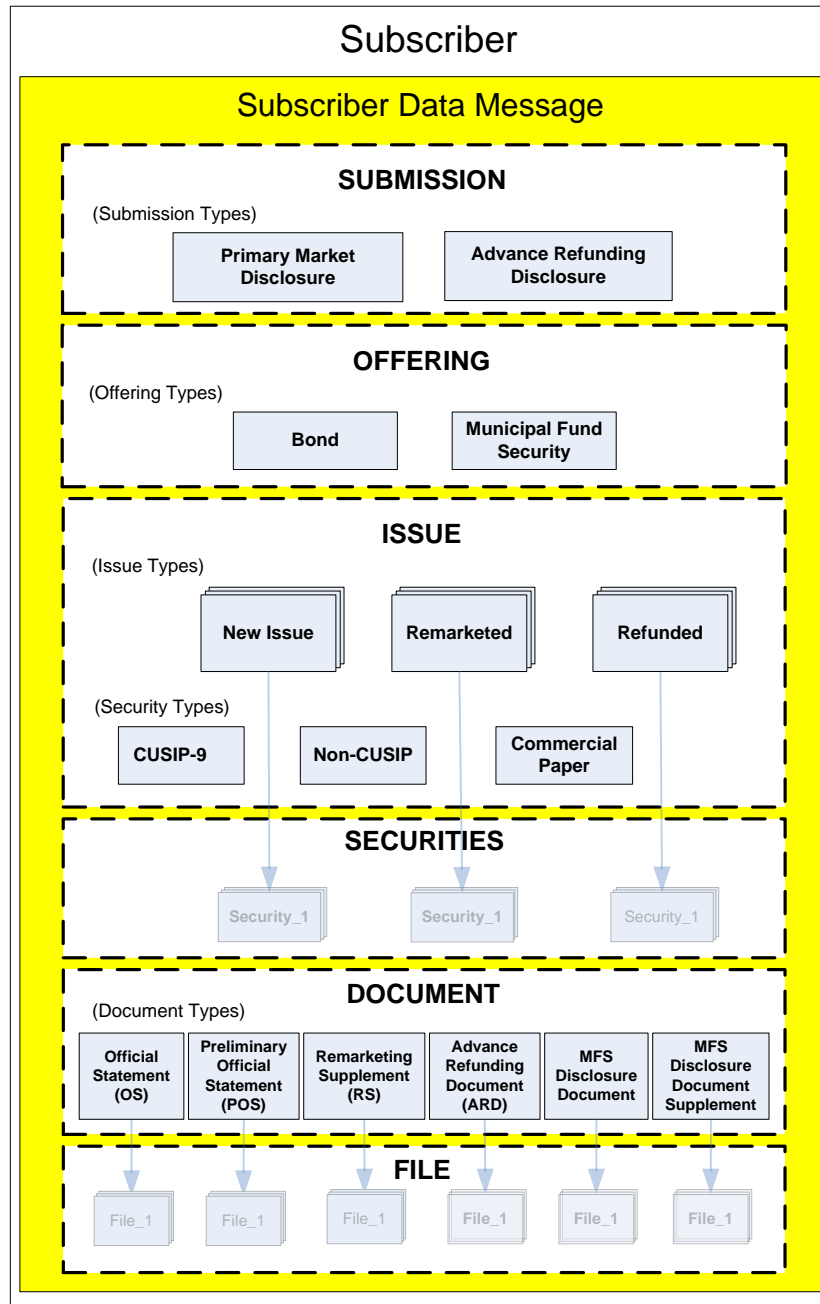 Subscriber
Subscriber Data Message
SUBMISSION
(Submission Types)
Primary Market
Disclosure
Advance Refunding
Disclosure
OFFERING
(Offering Types)
Bond
Municipal Fund
Security
ISSUE
(Issue Types)
New Issue
Remarketed
Refunded
(Security Types)
CUSIP-9
Non-CUSIP
Commercial
Paper
SECURITIES
Security_1
Security_1
Security_1
DOCUMENT
(Document Types)
Official
Statement
(OS)
Preliminary
Official
Statement
(POS)
Remarketing
Supplement
(RS)
Advance
Refunding
Document
(ARD)
MFS
Disclosure
Document
MFS
Disclosure
Document
Supplement
FILE
File_1
File_1
File_1
File_1
File_1
File_1